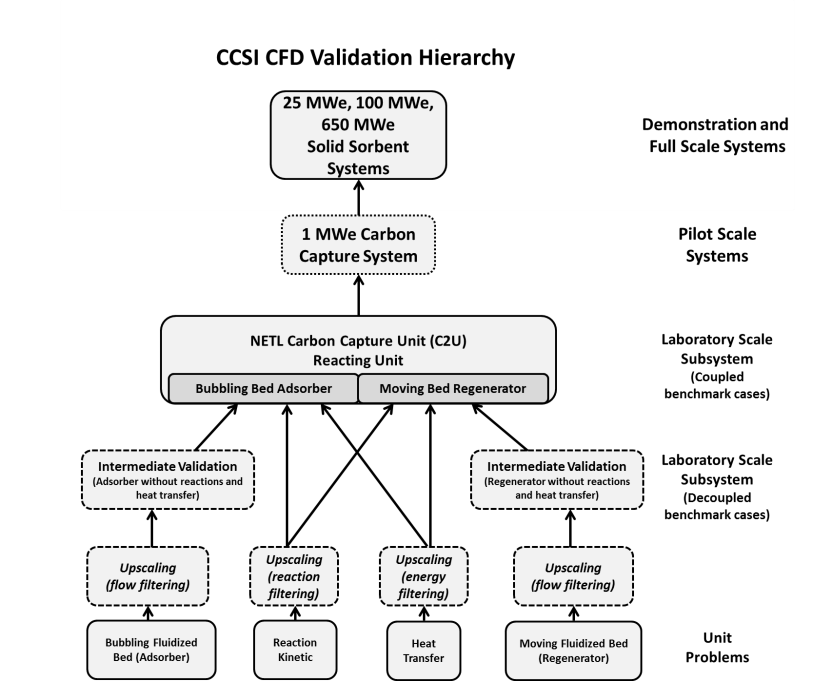 CCSI CFD Validation Hierarchy
25 MWe, 100 MWe,
650 MWe
Solid Sorbent
Systems
Demonstration and
Full Scale Systems
1 MWe Carbon
Capture System
Pilot Scale
Systems
NETL Carbon Capture Unit (C2U)
Reacting Unit
Bubbling Bed Adsorber
Moving Bed Regenerator
Laboratory Scale
Subsystem
(Coupled
benchmark cases)
Intermediate Validation
(Adsorber without reactions and
heat transfer)
Intermediate Validation
(Regenerator without reactions
and heat transfer)
Laboratory Scale
Subsystem
(Decoupled
benchmark cases)
Upscaling
(flow filtering)
Upscaling
(reaction
filtering)
Upscaling
(energy
filtering)
Upscaling
(flow filtering)
Bubbling Fluidized
Bed (Adsorber)
Reaction
Kinetic
Heat
Transfer
Moving Fluidized Bed
(Regenerator)
Unit
Problems